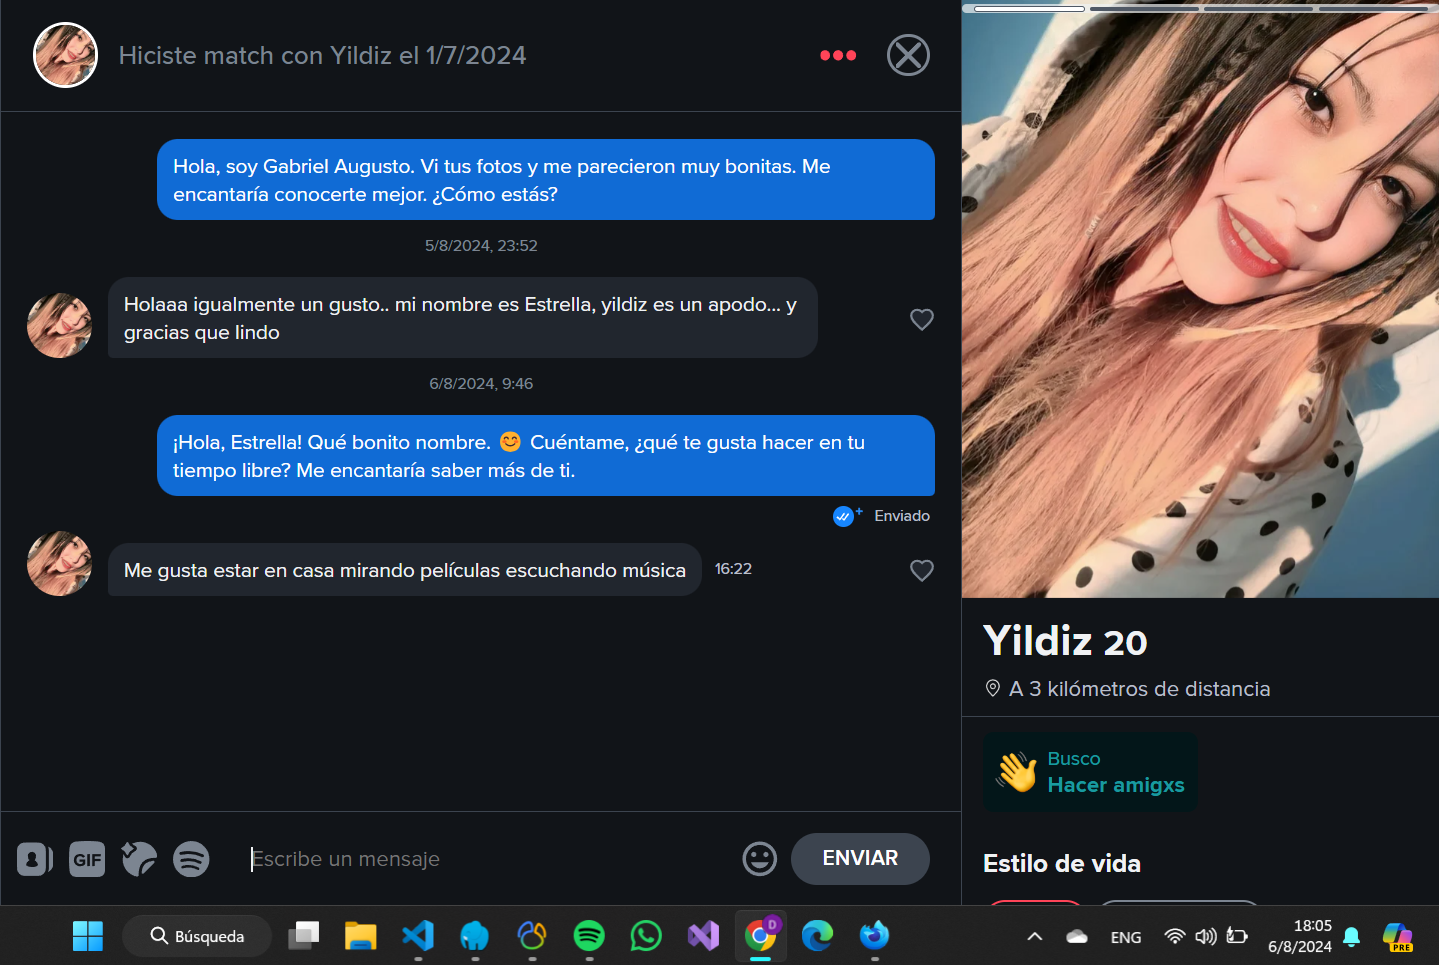 Hiciste match con Yildiz el 1/7/2024
Hola, soy Gabriel Augusto. Vi tus fotos y me parecieron muy bonitas. Me
encantaría conocerte mejor. ¿Cómo estás?
5/8/2024, 23:52
Holaaa igualmente un gusto.. mi nombre es Estrella, yildiz es un apodo... y
gracias que lindo
6/8/2024, 9:46
¡Hola, Estrella! Qué bonito nombre. 😊 Cuéntame, ¿qué te gusta hacer en tu
tiempo libre? Me encantaría saber más de ti.
Enviado
Me gusta estar en casa mirando películas escuchando música
16:22
GIF
Escribe un mensaje
ENVIAR
Yildiz 20
A 3 kilómetros de distancia
Busco
Hacer amigxs
Estilo de vida
Búsqueda
D
ENG
18:05
6/8/2024
PRE